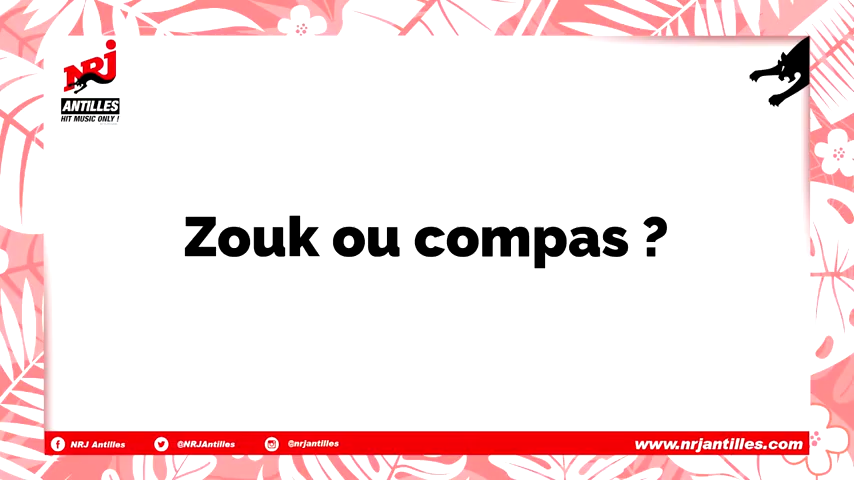 NRJ
ANTILLES
HIT MUSIC ONLY !
Zouk ou compas ?
NRJ Antilles
@NRJAntilles
@nrjantilles
www.nrjantilles.com